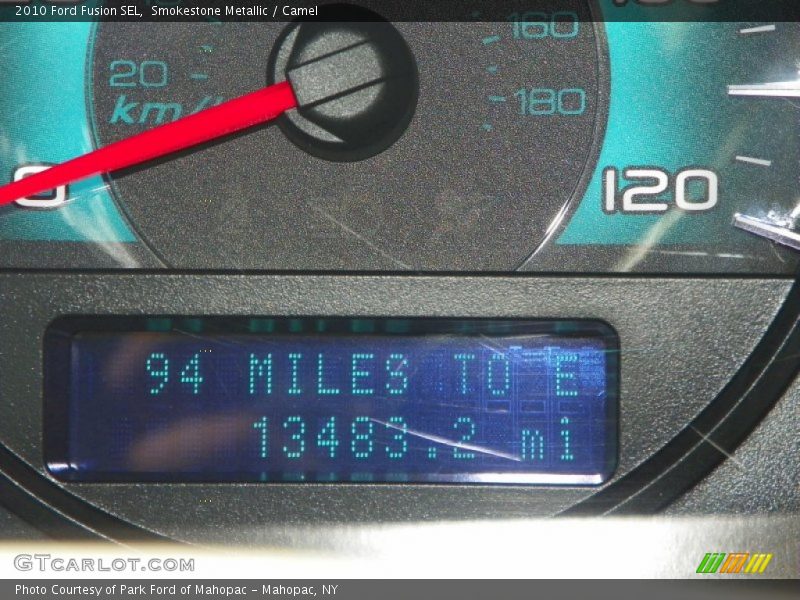 2010 Ford Fusion SEL, Smokestone Metallic / Camel
160
20
km/
180
0
120
94 MILES TO E
13483.2 mi
GTCARLOT.COM
Photo Courtesy of Park Ford of Mahopac - Mahopac, NY